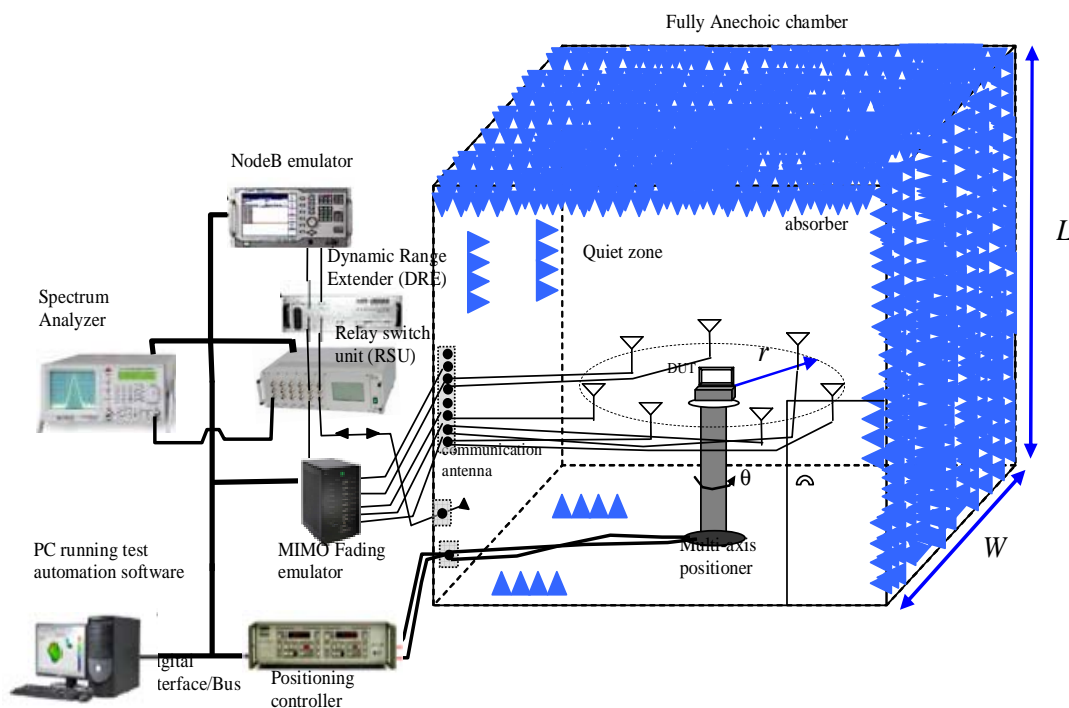 Fully Anechoic chamber
NodeB emulator
absorber
L
Quiet zone
Dynamic Range
Extender (DRE)
Spectrum
Analyzer
Relay switch
unit (RSU)
r
DUT
communication
antenna
θ
W
MIMO Fading
emulator
Multi-axis
positioner
PC running test
automation software
igital
nterface/Bus
Positioning
controller